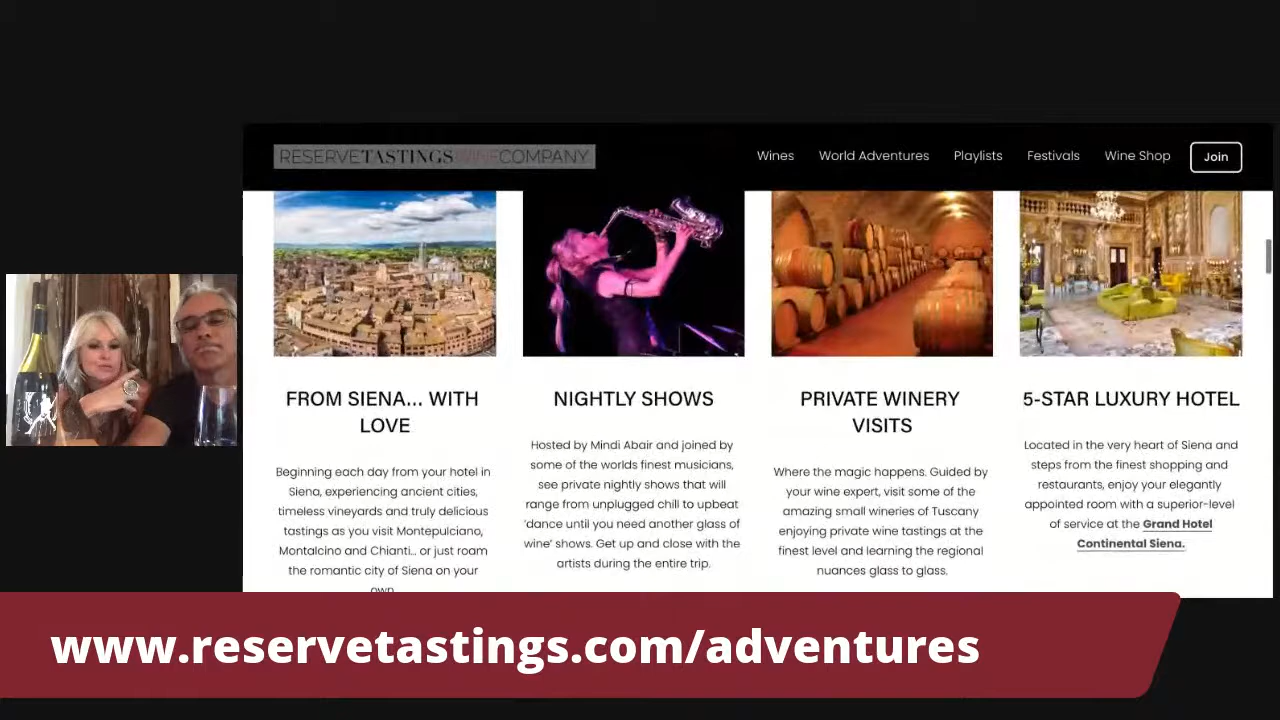 RESERVETASTINGSWINECOMPANY
Wines World Adventures Playlists Festivals Wine Shop Join
FROM SIENA... WITH
LOVE
Beginning each day from your hotel in
Siena, experiencing ancient cities,
timeless vineyards and truly delicious
tastings as you visit Montepulciano,
Montalcino and Chianti... or just roam
the romantic city of Siena on your
own.
NIGHTLY SHOWS
Hosted by Mindi Abair and joined by
some of the worlds finest musicians,
see private nightly shows that will
range from unplugged chill to upbeat
'dance until you need another glass of
wine' shows. Get up and close with the
artists during the entire trip.
PRIVATE WINERY
VISITS
Where the magic happens. Guided by
your wine expert, visit some of the
amazing small wineries of Tuscany
enjoying private wine tastings at the
finest level and learning the regional
nuances glass to glass.
5-STAR LUXURY HOTEL
Located in the very heart of Siena and
steps from the finest shopping and
restaurants, enjoy your elegantly
appointed room with a superior-level
of service at the Grand Hotel
Continental Siena.
www.reservetastings.com/adventures